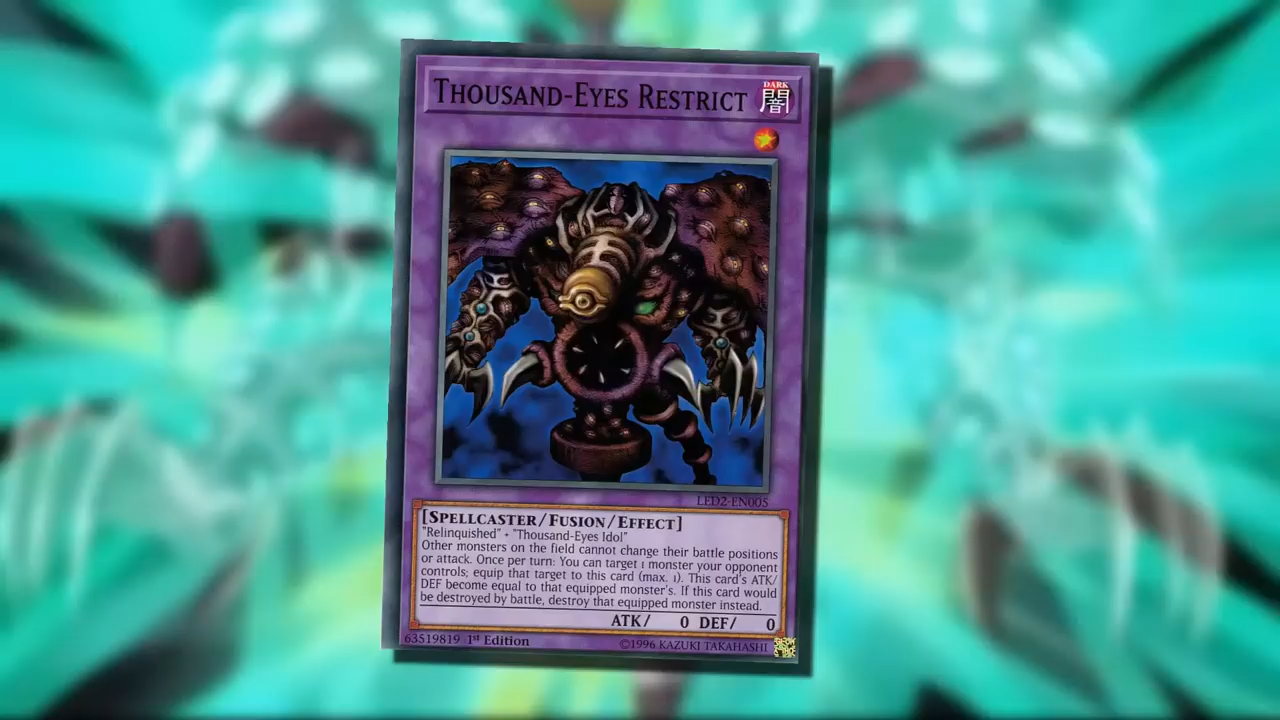 THOUSAND-EYES RESTRICT
DARK
闇
LED2-EN005
[SPELLCASTER/FUSION/EFFECT]
"Relinquished" + "Thousand-Eyes Idol"
Other monsters on the field cannot change their battle positions
or attack. Once per turn: You can target 1 monster your opponent
controls; equip that target to this card (max. 1). This card's ATK/
DEF become equal to that equipped monster's. If this card would
be destroyed by battle, destroy that equipped monster instead.
ATK/ 0 DEF/ 0
63519819 1st Edition
©1996 KAZUKI TAKAHASHI